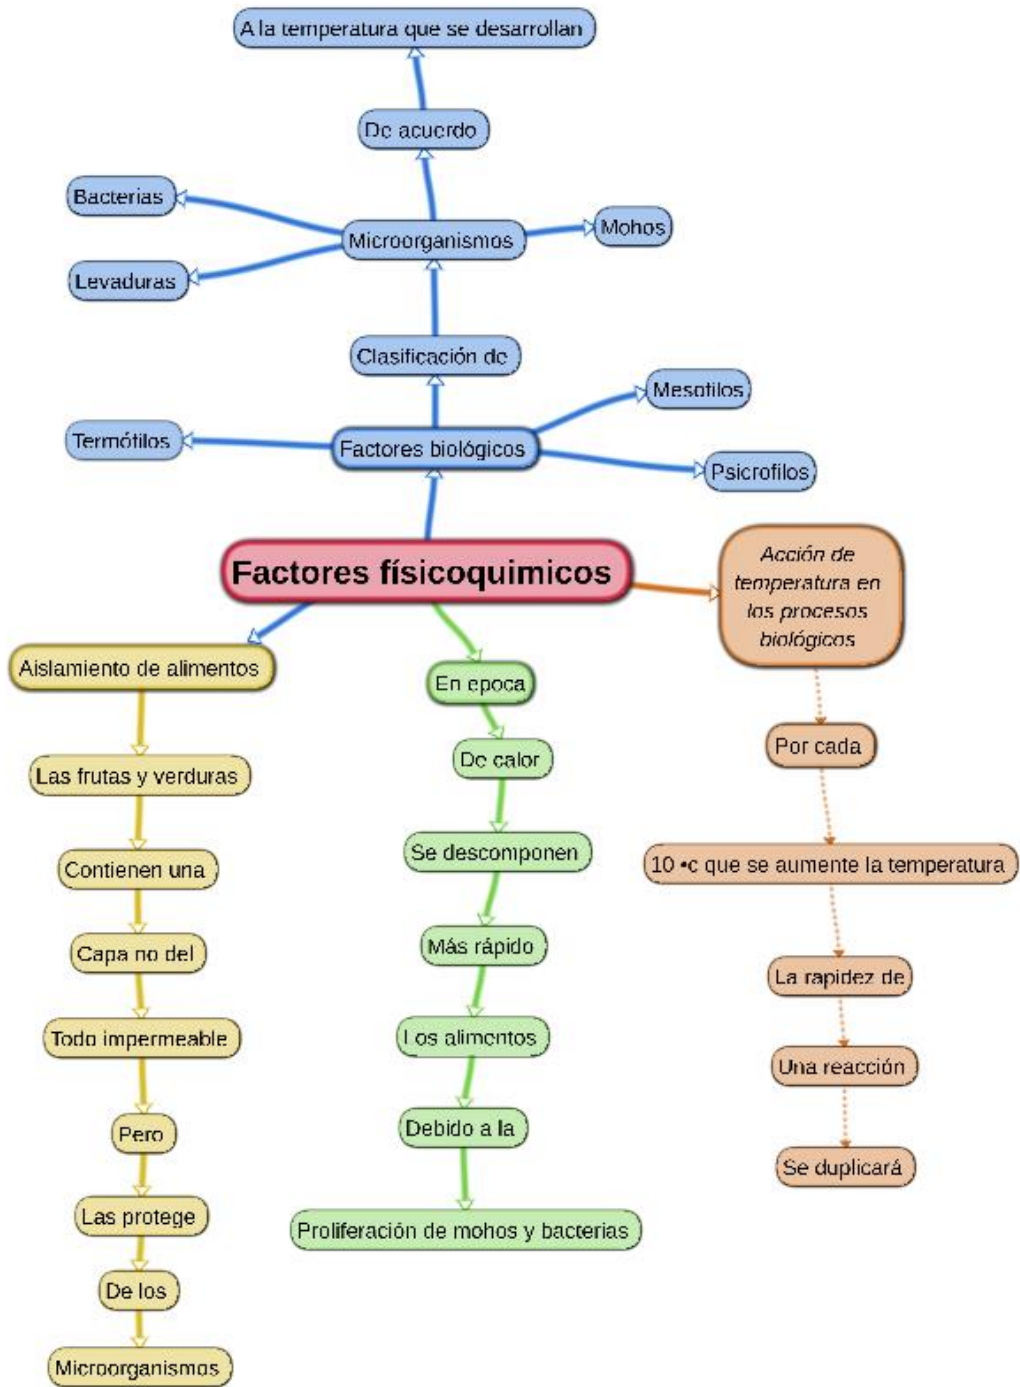 A la temperatura que se desarrollan
De acuerdo
Bacterias
Microorganismos
Mohos
Levaduras
Clasificación de
Mesofilos
Termófilos
Factores biológicos
Psicrofilos
Factores físicoquimicos
Acción de
temperatura en
los procesos
biológicos
Aislamiento de alimentos
Las frutas y verduras
Contienen una
Capa no del
Todo impermeable
Pero
Las protege
De los
Microorganismos
En epoca
De calor
Se descomponen
Más rápido
Los alimentos
Debido a la
Proliferación de mohos y bacterias
Por cada
10 •c que se aumente la temperatura
La rapidez de
Una reacción
Se duplicará